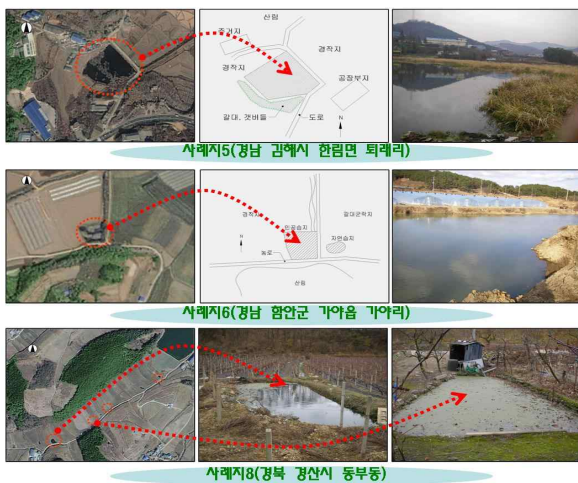 산림
주거지
경작지
경작지
공장부지
갈대, 갯버들
도로
N
사례지5(경남 김해시 한림면 퇴래리)
경작지
갈대군락지
인공습지
자연습지
N
농로
산림
사례지6(경남 함안군 가야읍 가야리)
사례지8(경북 경산시 동부동)